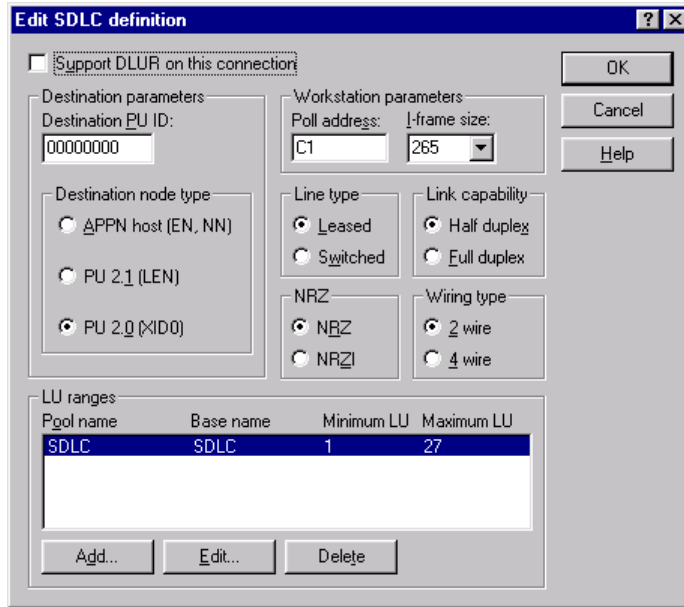 Edit SDLC definition
Support DLUR on this connection
OK
Cancel
Help
Destination parameters
Destination PU ID:
00000000
Workstation parameters
Poll address: I-frame size:
C1 265
Destination node type
APPN host (EN, NN)
PU 2.1 (LEN)
PU 2.0 (XID0)
Line type
Leased
Switched
Link capability
Half duplex
Full duplex
NRZ
NRZ
NRZI
Wiring type
2 wire
4 wire
LU ranges
Pool name Base name Minimum LU Maximum LU
SDLC SDLC 1 27
Add... Edit... Delete